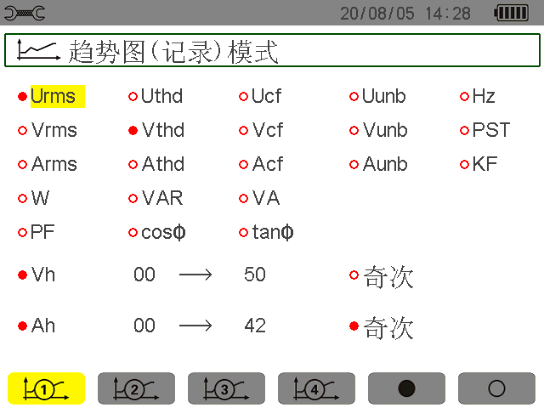 20/08/05 14:28
趋势图(记录)模式
Urms Uthd Ucf Uunb Hz
Vrms Vthd Vcf Vunb PST
Arms Athd Acf Aunb KF
W VAR VA
PF cosΦ tanΦ
Vh 00 → 50 奇次
Ah 00 → 42 奇次
1 2 3 4